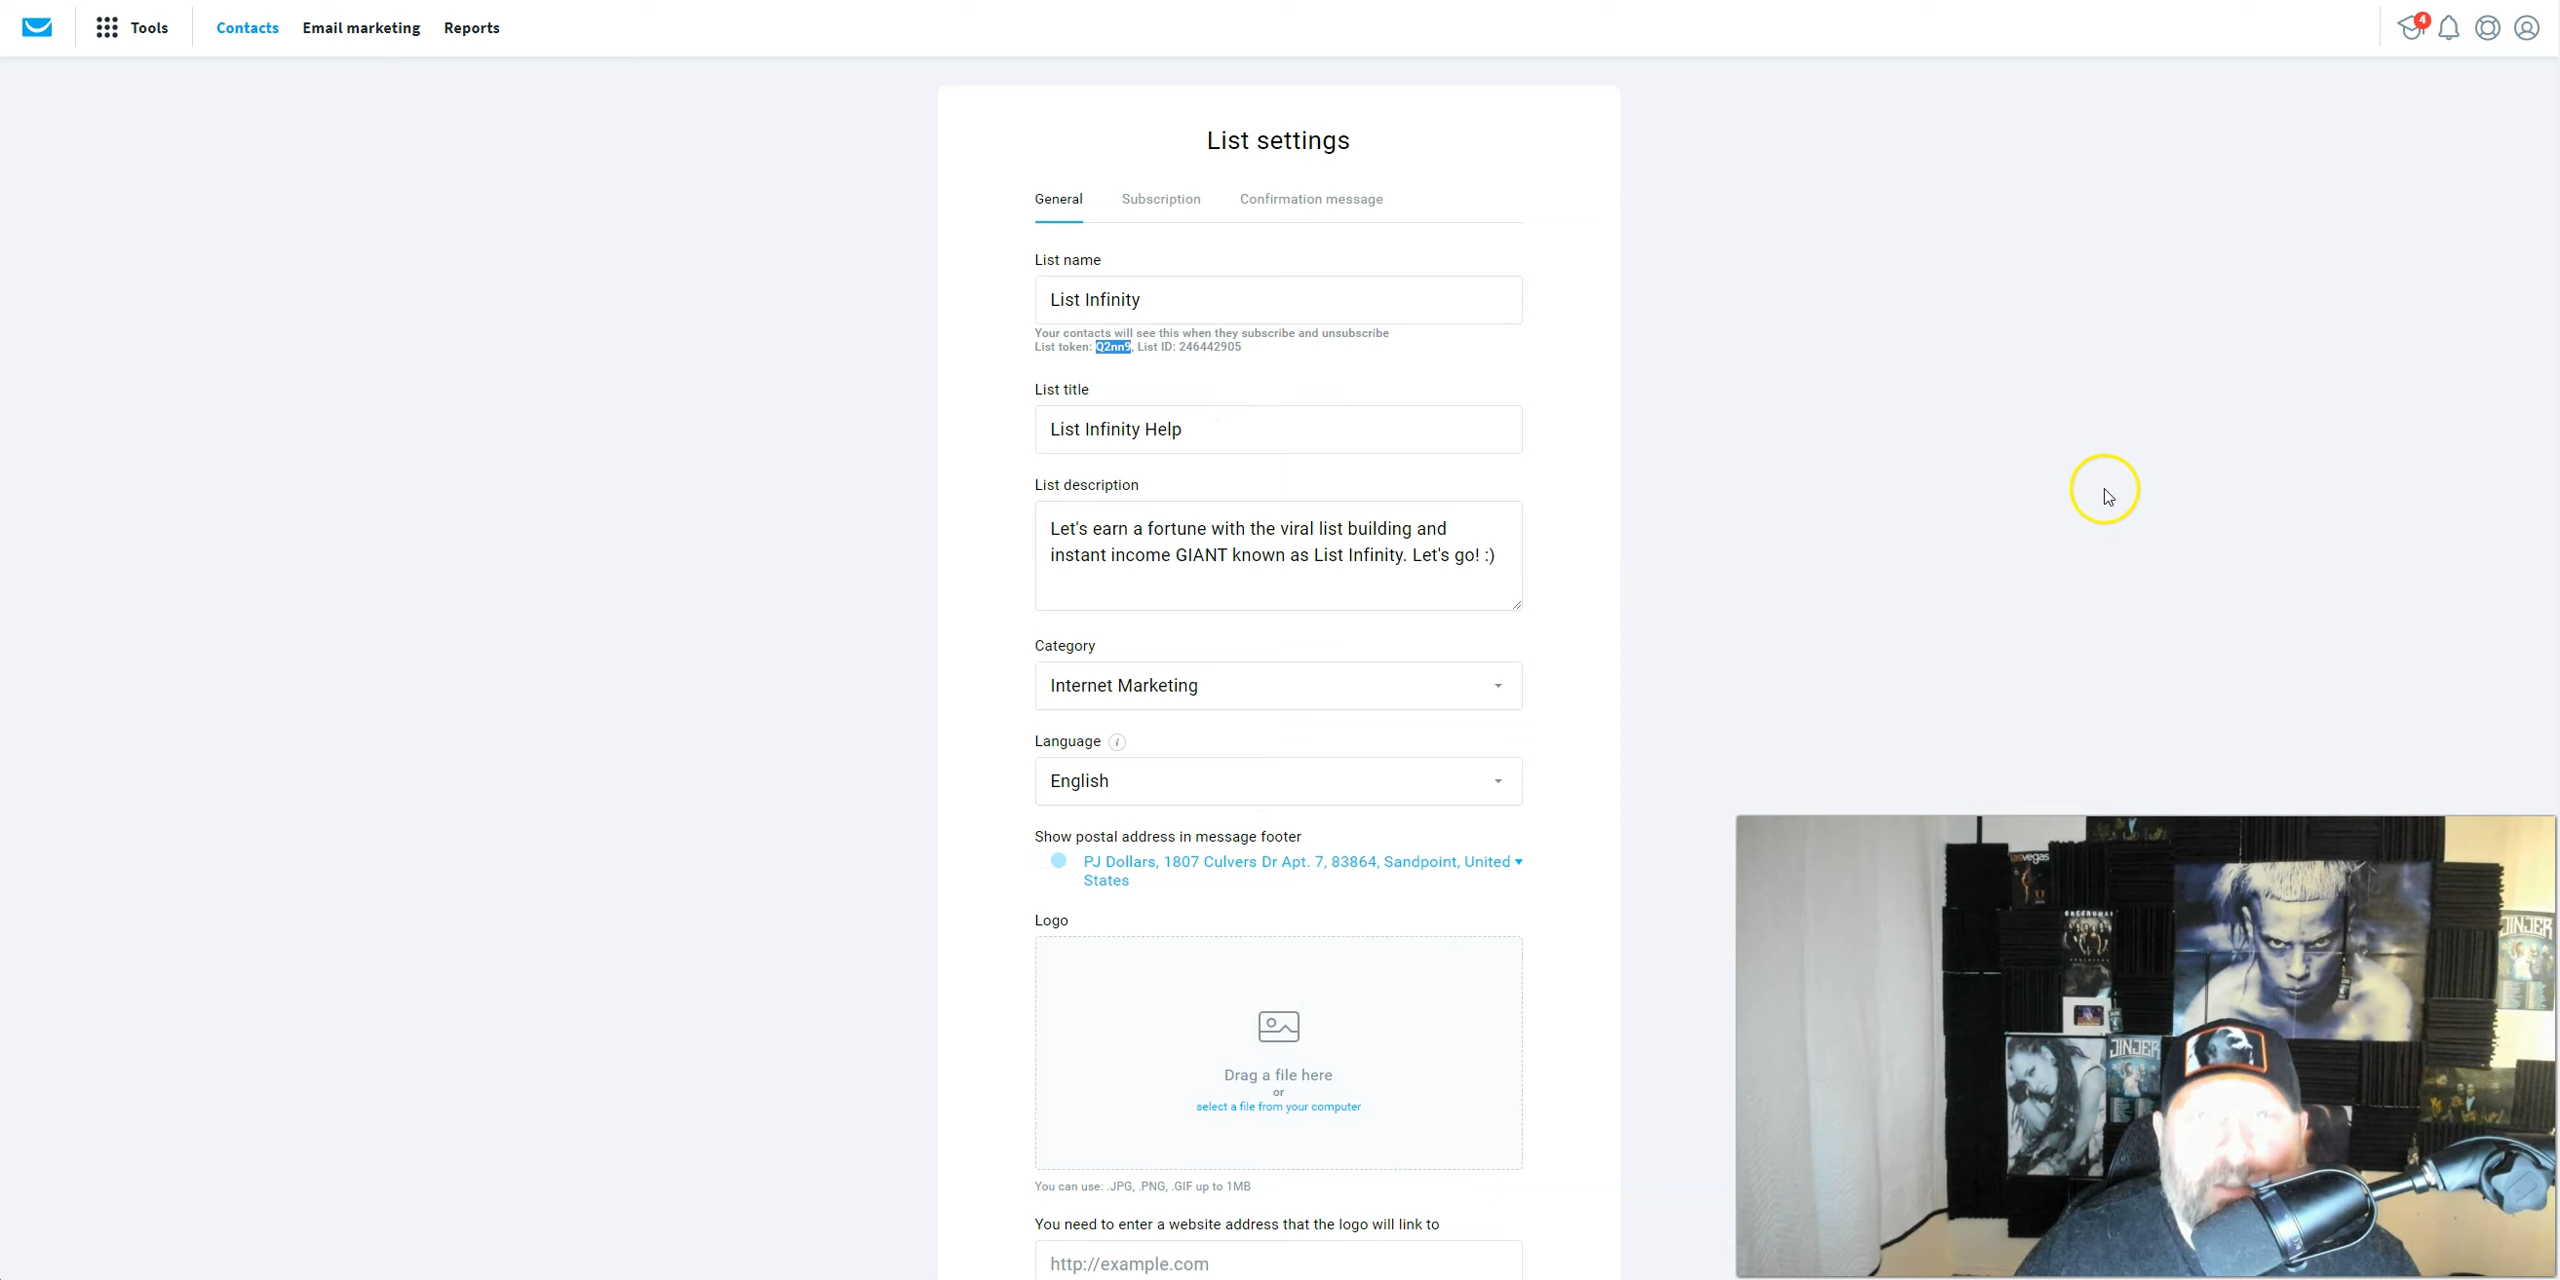 Tools
Contacts
Email marketing
Reports
4
List settings
General
Subscription
Confirmation message
List name
List Infinity
Your contacts will see this when they subscribe and unsubscribe
List token: Q2nn9, List ID: 246442905
List title
List Infinity Help
List description
Let's earn a fortune with the viral list building and
instant income GIANT known as List Infinity. Let's go! :)
Category
Internet Marketing
Language
English
Show postal address in message footer
PJ Dollars, 1807 Culvers Dr Apt. 7, 83864, Sandpoint, United
States
Logo
Drag a file here
or
select a file from your computer
You can use: .JPG, .PNG, .GIF up to 1MB
You need to enter a website address that the logo will link to
http://example.com
JINJER
JINJER